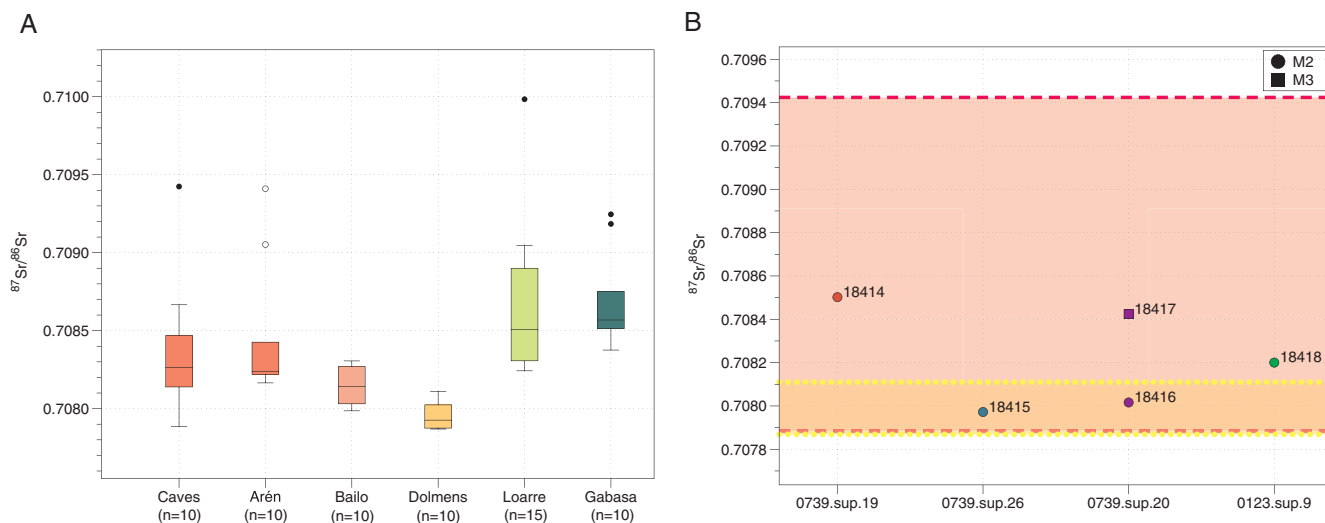 A
⁸⁷Sr/⁸⁶Sr
0.7100
0.7095
0.7090
0.7085
0.7080
Caves Arén Bailo Dolmens Loarre Gabasa
(n=10) (n=10) (n=10) (n=10) (n=15) (n=10)
B
M2
M3
⁸⁷Sr/⁸⁶Sr
0.7096
0.7094
0.7092
0.7090
0.7088
0.7086
0.7084
0.7082
0.7080
0.7078
18414
18417
18418
18415
18416
0739.sup.19 0739.sup.26 0739.sup.20 0123.sup.9